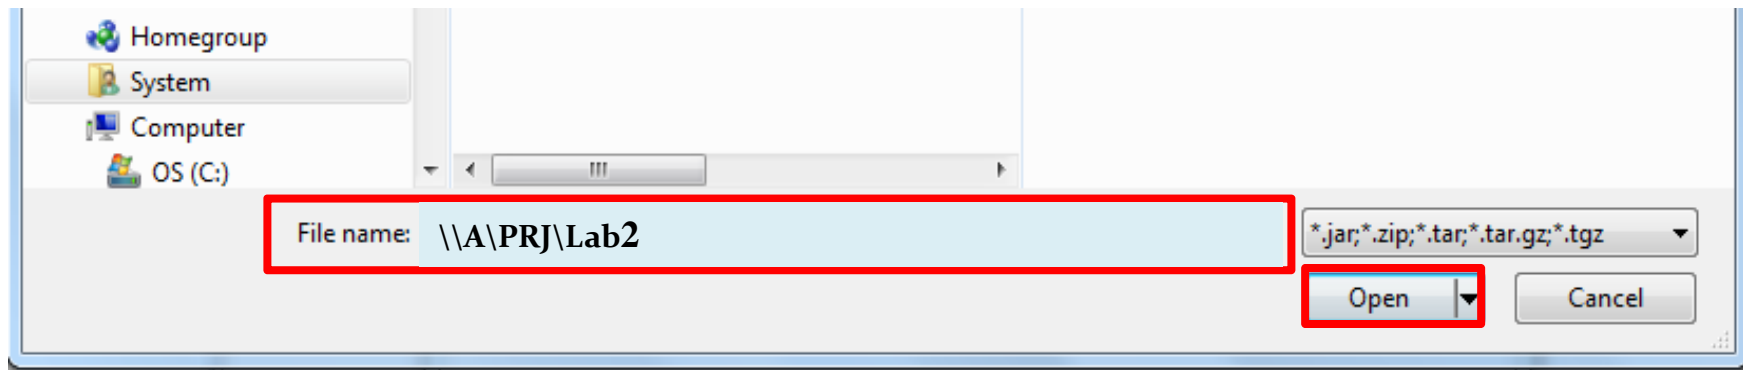 Homegroup
System
Computer
OS (C:)
File name: \\A\PRJ\Lab2
*.jar;*.zip;*.tar;*.tar.gz;*.tgz
Open
Cancel